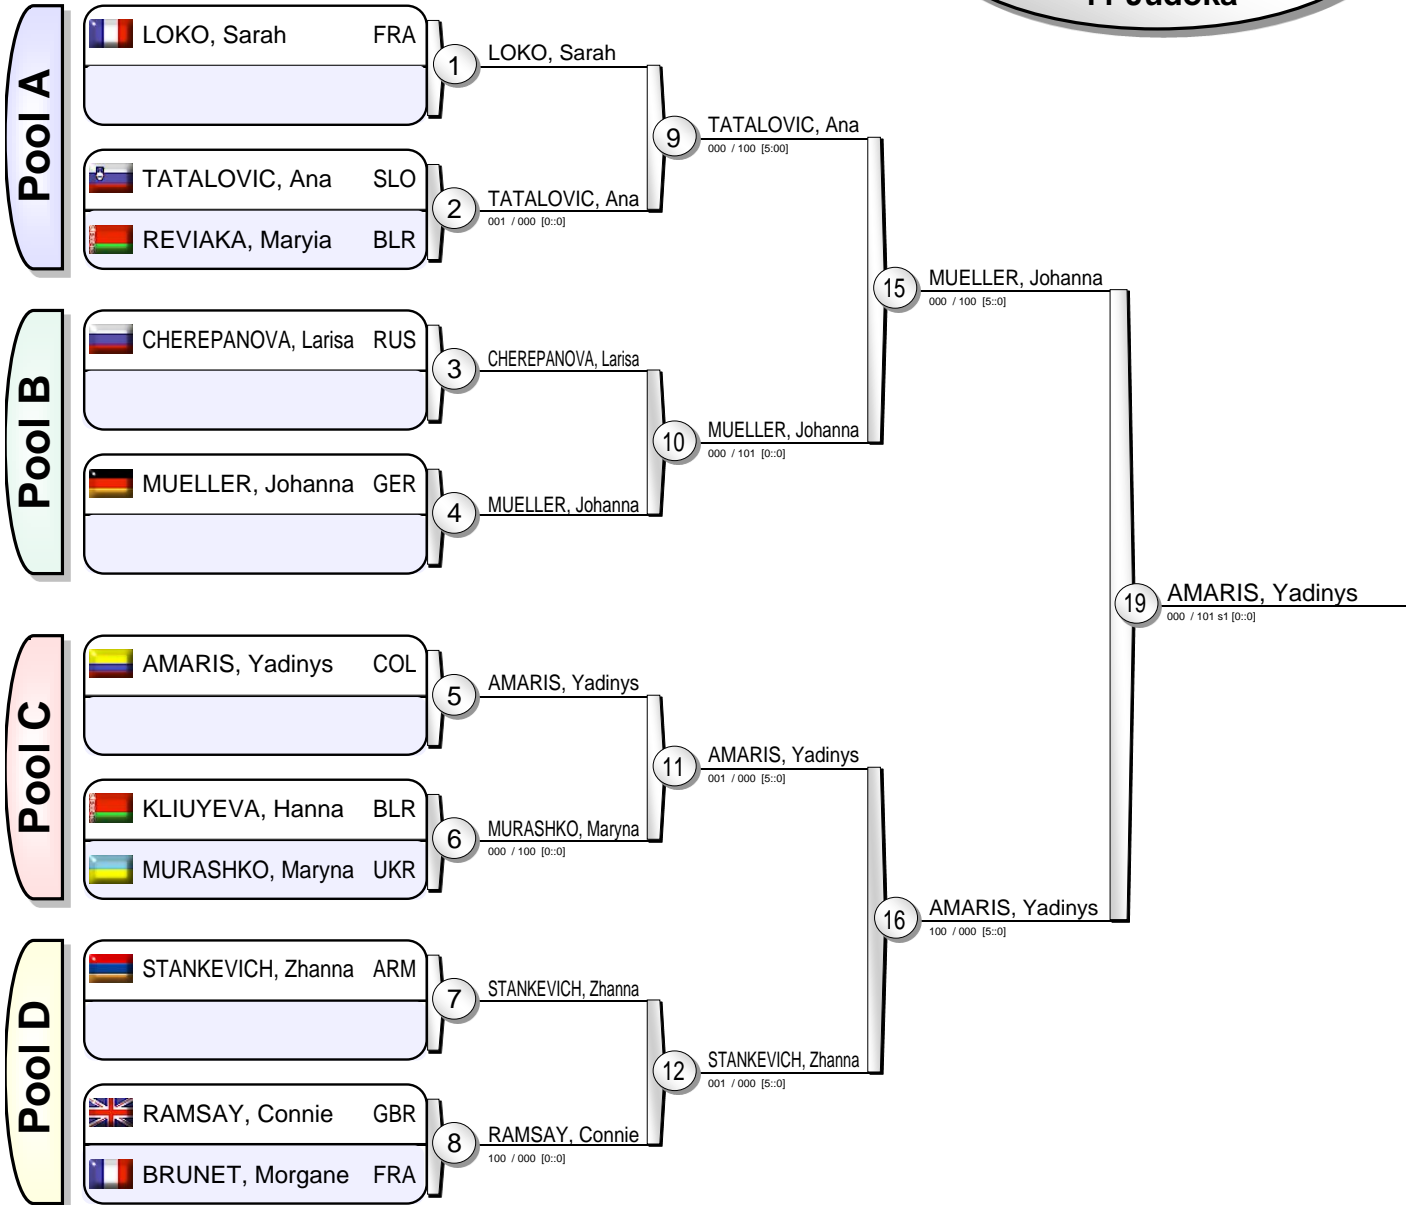 11 Judoka
Pool A
LOKO, Sarah FRA
1
LOKO, Sarah
TATALOVIC, Ana SLO
REVIAKA, Maryia BLR
2
TATALOVIC, Ana
001 / 000 [0::0]
9
TATALOVIC, Ana
000 / 100 [5:00]
Pool B
CHEREPANOVA, Larisa RUS
3
CHEREPANOVA, Larisa
MUELLER, Johanna GER
4
MUELLER, Johanna
10
MUELLER, Johanna
000 / 101 [0::0]
15
MUELLER, Johanna
000 / 100 [5::0]
Pool C
AMARIS, Yadinys COL
5
AMARIS, Yadinys
KLIUYEVA, Hanna BLR
MURASHKO, Maryna UKR
6
MURASHKO, Maryna
000 / 100 [0::0]
11
AMARIS, Yadinys
001 / 000 [5::0]
Pool D
STANKEVICH, Zhanna ARM
7
STANKEVICH, Zhanna
RAMSAY, Connie GBR
BRUNET, Morgane FRA
8
RAMSAY, Connie
100 / 000 [0::0]
12
STANKEVICH, Zhanna
001 / 000 [5::0]
16
AMARIS, Yadinys
100 / 000 [5::0]
19
AMARIS, Yadinys
000 / 101 s1 [0::0]